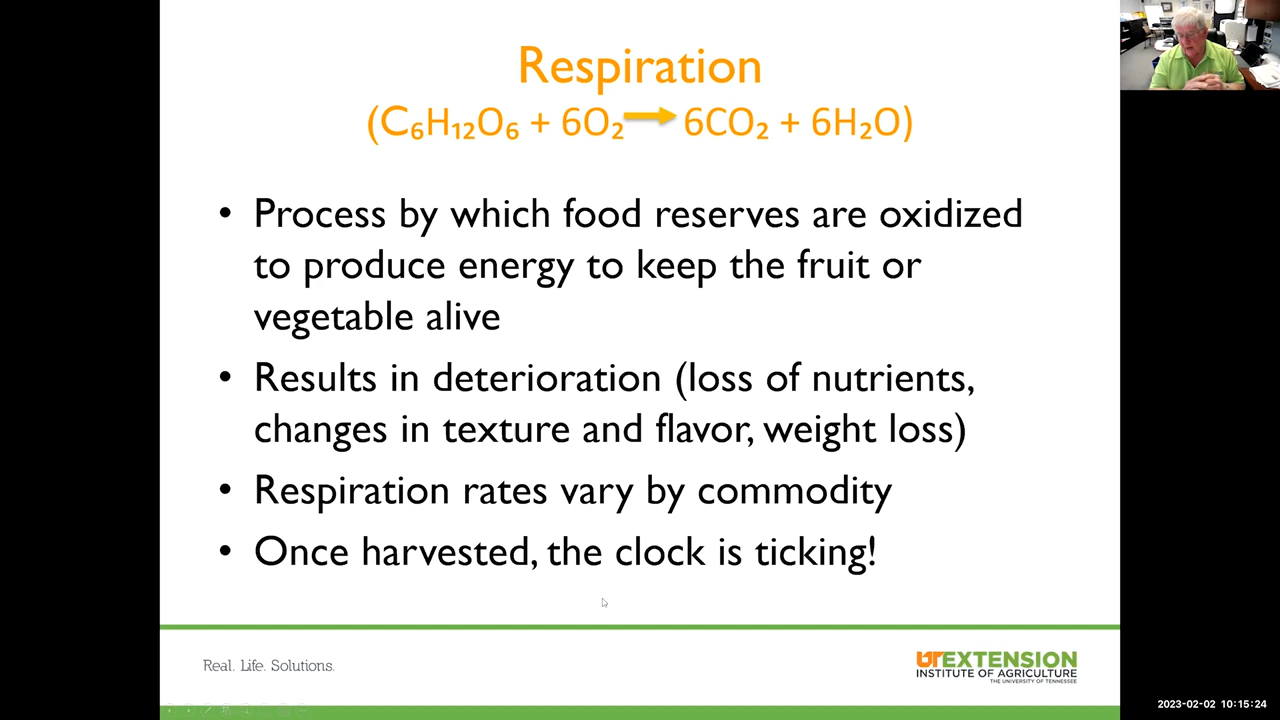 Respiration
(C₆H₁₂O₆ + 6O₂ → 6CO₂ + 6H₂O)
• Process by which food reserves are oxidized
to produce energy to keep the fruit or
vegetable alive
• Results in deterioration (loss of nutrients,
changes in texture and flavor, weight loss)
• Respiration rates vary by commodity
• Once harvested, the clock is ticking!
Real. Life. Solutions.
UT EXTENSION
INSTITUTE OF AGRICULTURE
THE UNIVERSITY OF TENNESSEE
2023-02-02 10:15:24